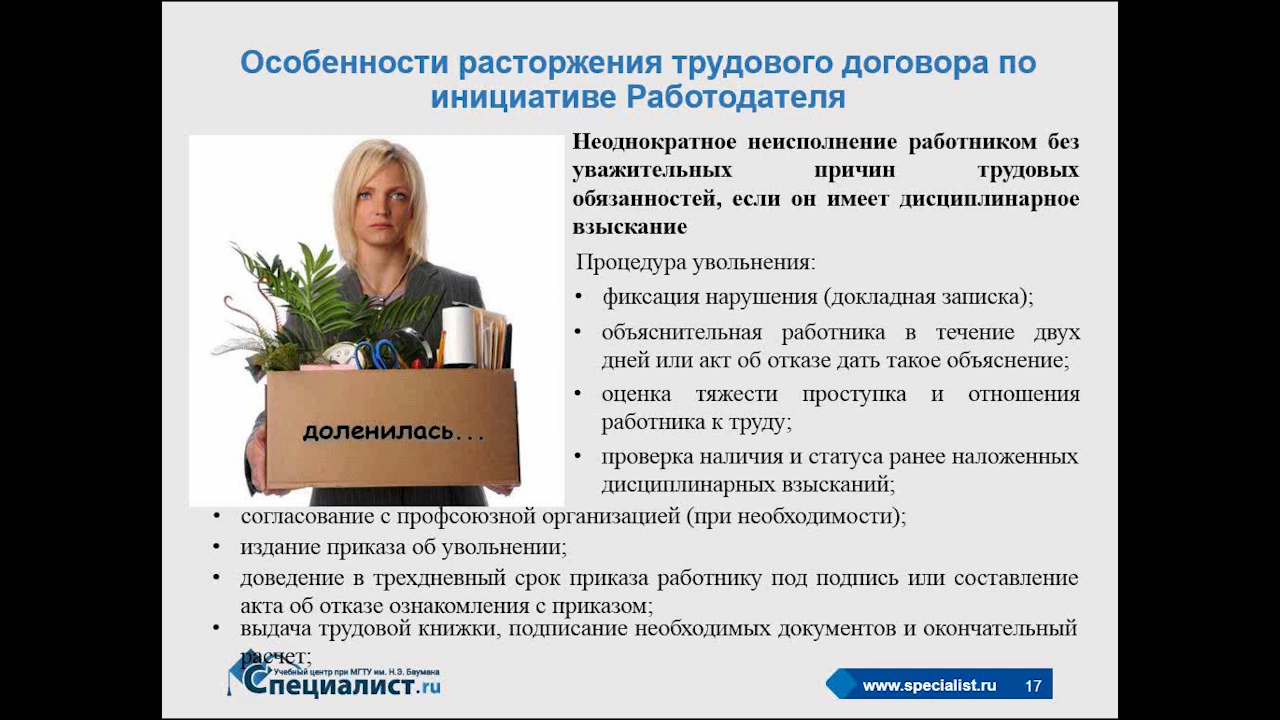 Особенности расторжения трудового договора по
инициативе Работодателя
Неоднократное неисполнение работником без
уважительных причин трудовых
обязанностей, если он имеет дисциплинарное
взыскание
Процедура увольнения:
• фиксация нарушения (докладная записка);
• объяснительная работника в течение двух
дней или акт об отказе дать такое объяснение;
• оценка тяжести проступка и отношения
работника к труду;
• проверка наличия и статуса ранее наложенных
дисциплинарных взысканий;
доленилась...
• согласование с профсоюзной организацией (при необходимости);
• издание приказа об увольнении;
• доведение в трехдневный срок приказа работнику под подпись или составление
акта об отказе ознакомления с приказом;
• выдача трудовой книжки, подписание необходимых документов и окончательный
расчет;
Учебный центр при МГТУ им. Н.Э. Баумана
Специалист.ru
www.specialist.ru 17